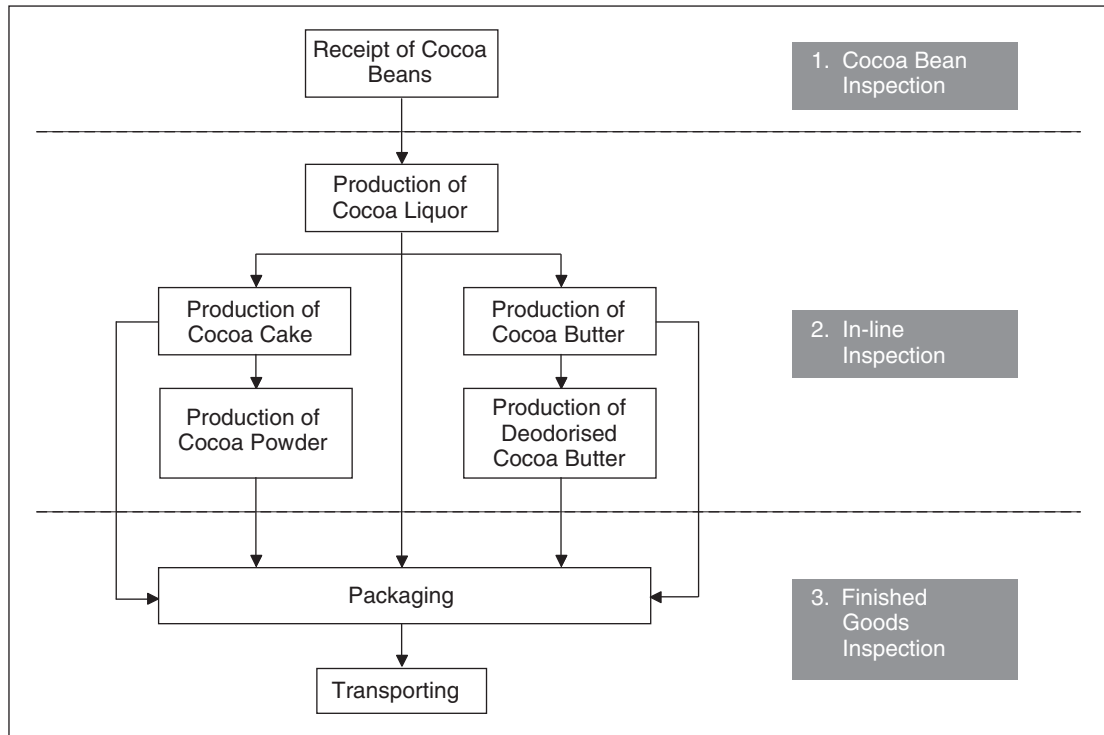 Receipt of Cocoa
Beans
1. Cocoa Bean
Inspection
Production of
Cocoa Liquor
Production of
Cocoa Cake
Production of
Cocoa Butter
2. In-line
Inspection
Production of
Cocoa Powder
Production of
Deodorised
Cocoa Butter
Packaging
3. Finished
Goods
Inspection
Transporting